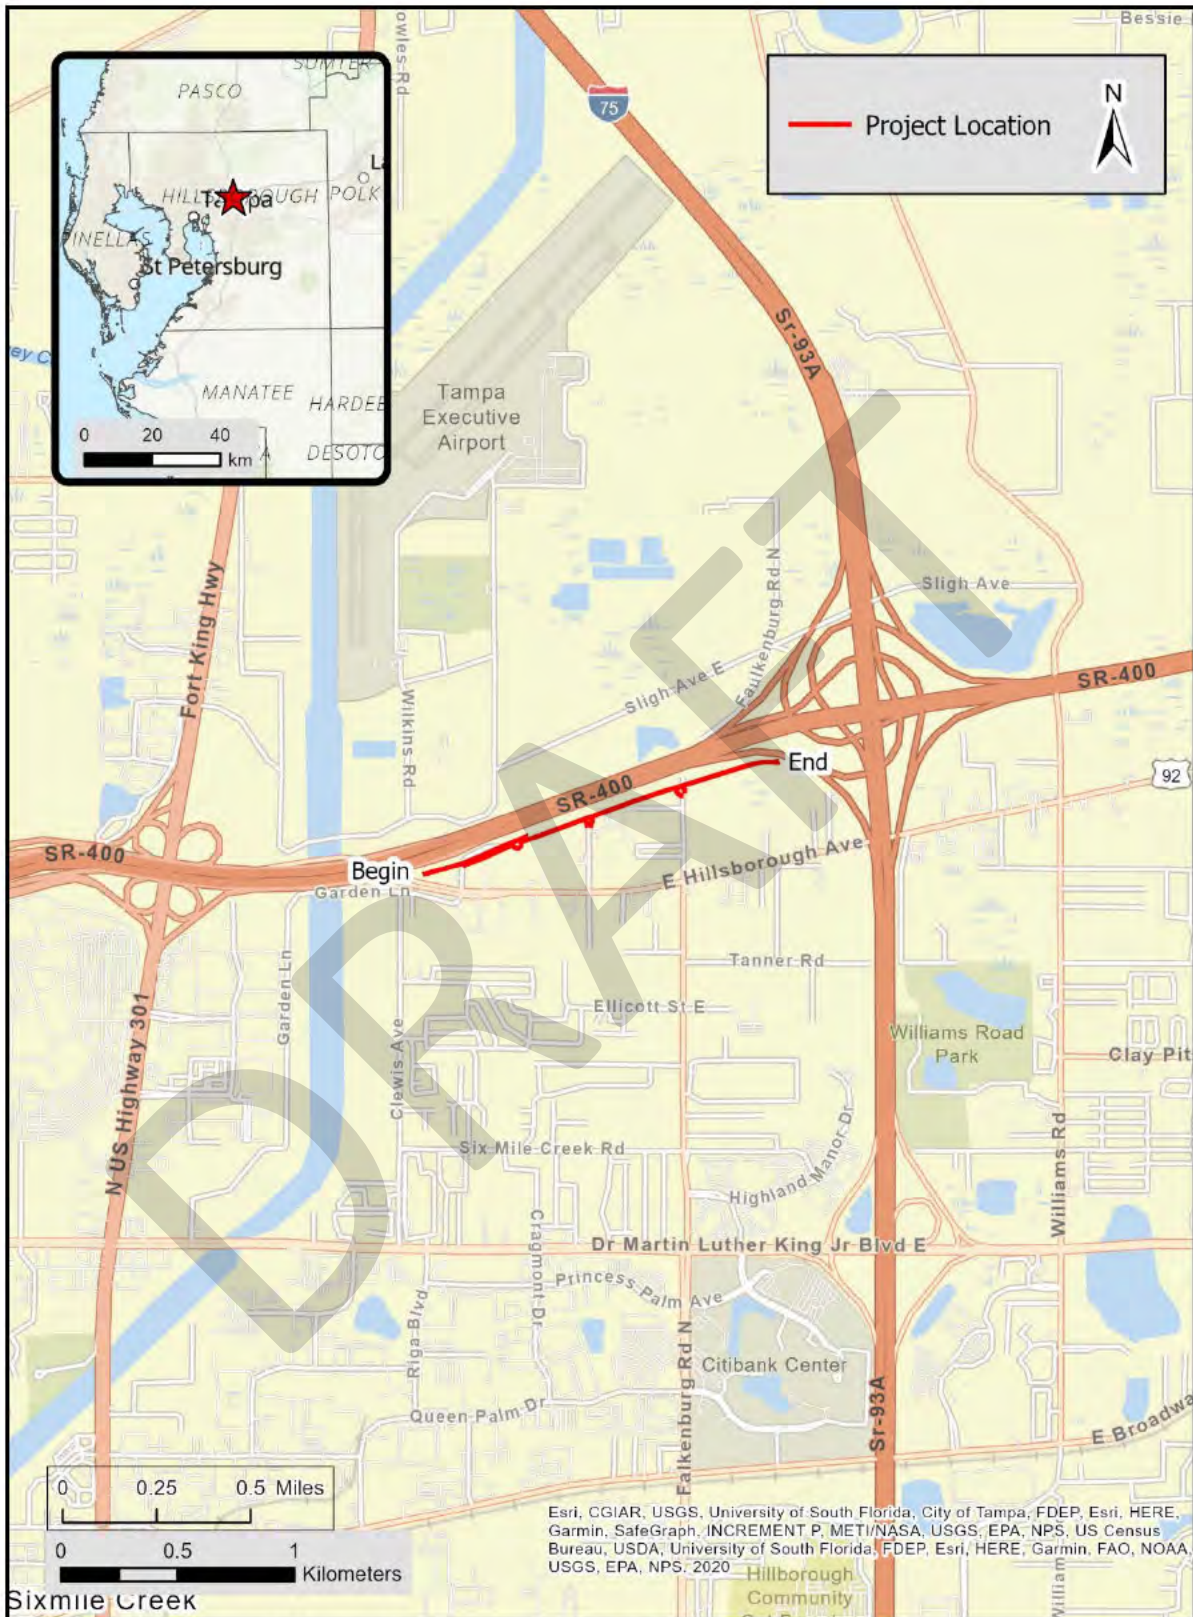 Bessie
owles Rd
75
N
Project Location
SUMTER
PASCO
HILLSBOROUGH
POLK
Tampa
INELLAS
St Petersburg
MANATEE
HARDEE
DESOTO
0 20 40
km
ey C
Sr-93A
Tampa
Executive
Airport
Fort King Hwy
Wilkins Rd
Sligh Ave
Faulkenburg Rd N
Sligh Ave E
SR-400
SR-400
SR-400
92
End
Begin
Garden Ln
E Hillsborough Ave
Garden Ln
Tanner Rd
Ellicott St E
Williams Road
Park
Clay Pit
N US Highway 301
Clewis Ave
Six Mile Creek Rd
Highland Manor Dr
Williams Rd
Dr Martin Luther King Jr Blvd E
Cragmont Dr
Princess Palm Ave
Riga Blvd
Falkenburg Rd N
Citibank Center
Sr-93A
Queen Palm Dr
E Broadwa
DRAFT
0 0.25 0.5 Miles
0 0.5 1
Kilometers
Esri, CGIAR, USGS, University of South Florida, City of Tampa, FDEP, Esri, HERE,
Garmin, SafeGraph, INCREMENT P, METI/NASA, USGS, EPA, NPS, US Census
Bureau, USDA, University of South Florida, FDEP, Esri, HERE, Garmin, FAO, NOAA,
USGS, EPA, NPS. 2020
Hillborough
Community
William
Sixmile Creek